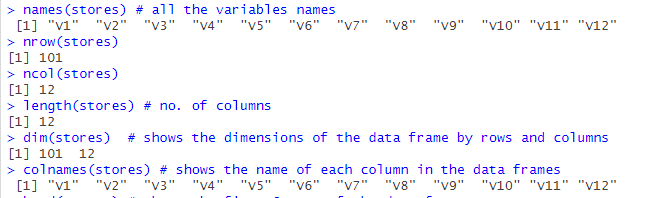 > names(stores) # all the variables names
[1] "V1" "V2" "V3" "V4" "V5" "V6" "V7" "V8" "V9" "V10" "V11" "V12"
> nrow(stores)
[1] 101
> ncol(stores)
[1] 12
> length(stores) # no. of columns
[1] 12
> dim(stores) # shows the dimensions of the data frame by rows and columns
[1] 101 12
> colnames(stores) # shows the name of each column in the data frames
[1] "V1" "V2" "V3" "V4" "V5" "V6" "V7" "V8" "V9" "V10" "V11" "V12"